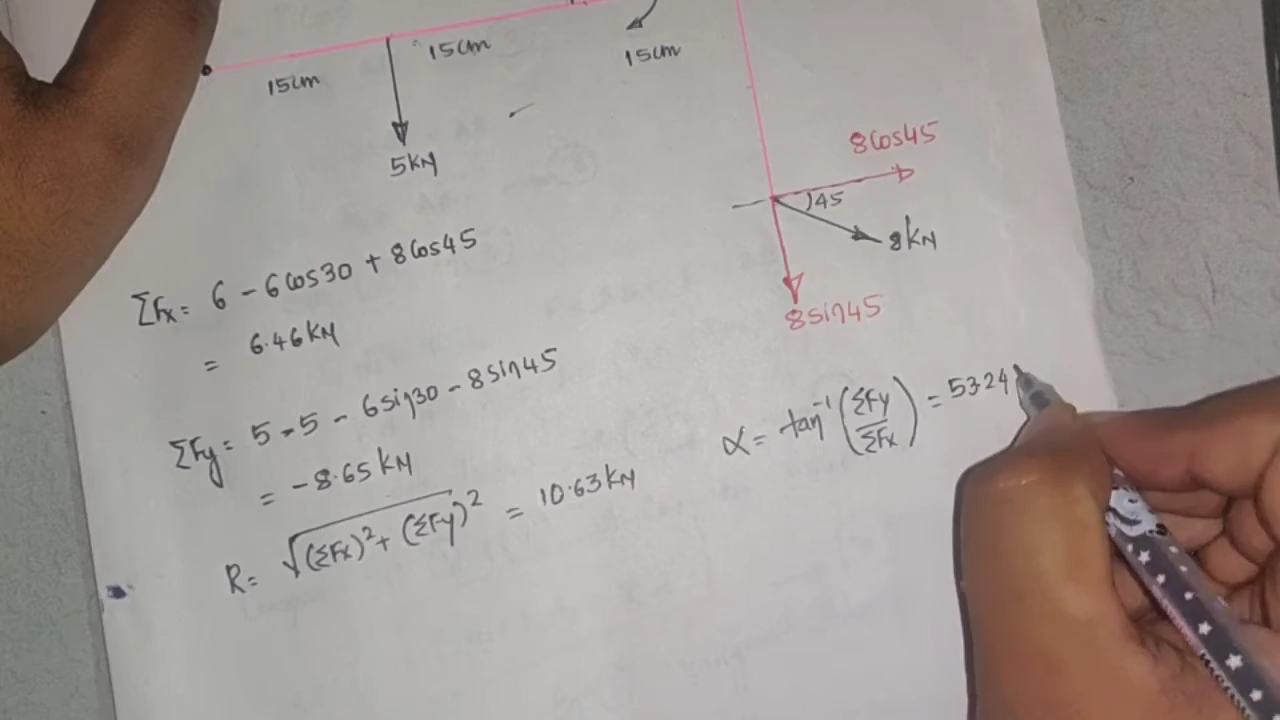 15cm
15cm
15cm
5KN
8Cos45
45
8KN
8sin45
ΣFx = 6 - 6Cos30 + 8Cos45
= 6.46KN
ΣFy = 5 - 5 - 6sin30 - 8sin45
= -8.65KN
R = √(ΣFx)² + (ΣFy)² = 10.63KN
α = tan⁻¹(ΣFy/ΣFx) = 53.24